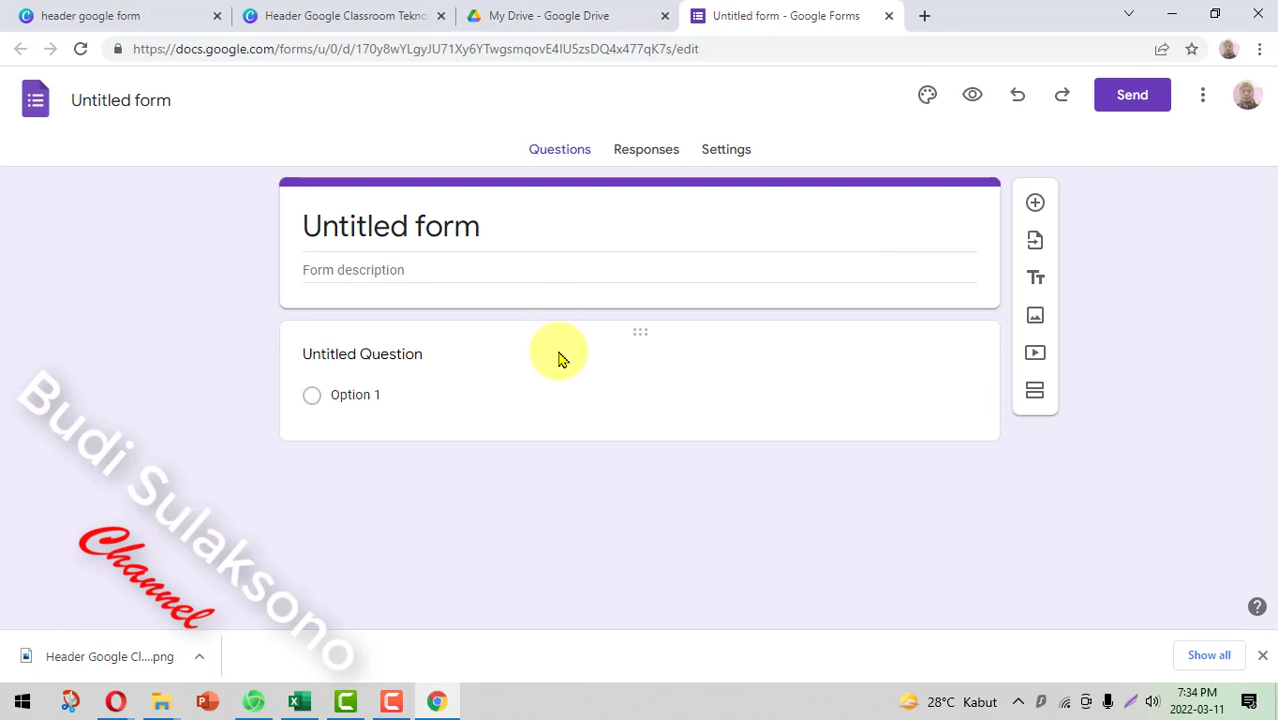 header google form
Header Google Classroom Tekn
My Drive - Google Drive
Untitled form - Google Forms
https://docs.google.com/forms/u/0/d/170y8wYLgyJU71Xy6YTwgsmqovE4IU5zsDQ4x477qK7s/edit
Untitled form
Send
Questions
Responses
Settings
Untitled form
Form description
Untitled Question
Option 1
Budi Sulaksono
Channel
Header Google Cl....png
Show all
28°C Kabut
7:34 PM
2022-03-11